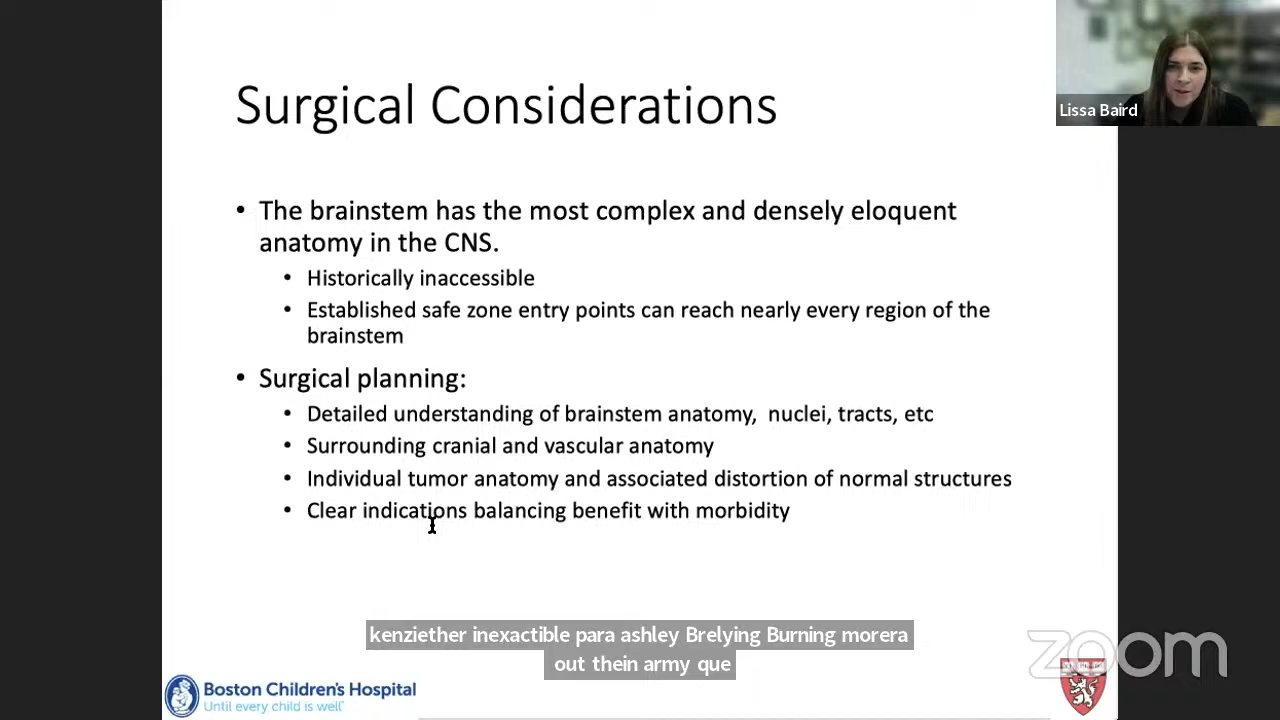 Surgical Considerations
Lissa Baird
• The brainstem has the most complex and densely eloquent
anatomy in the CNS.
• Historically inaccessible
• Established safe zone entry points can reach nearly every region of the
brainstem
• Surgical planning:
• Detailed understanding of brainstem anatomy, nuclei, tracts, etc
• Surrounding cranial and vascular anatomy
• Individual tumor anatomy and associated distortion of normal structures
• Clear indications balancing benefit with morbidity
kenziether inexactible para ashley Brelying Burning morera
out thein army que
Boston Children's Hospital
Until every child is well™
zoom